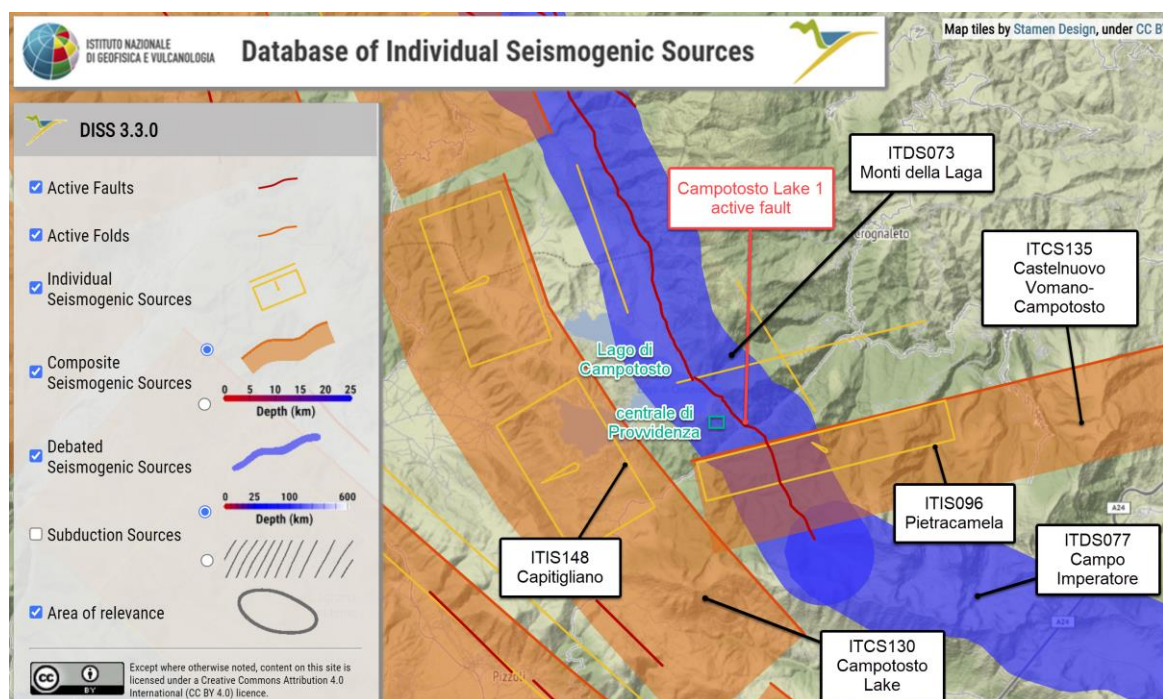 ISTITUTO NAZIONALE
DI GEOFISICA E VULCANOLOGIA
Database of Individual Seismogenic Sources
Map tiles by Stamen Design, under CC BY
DISS 3.3.0
Active Faults
Active Folds
Individual
Seismogenic Sources
Composite
Seismogenic Sources
0 5 10 15 20 25
Depth (km)
Debated
Seismogenic Sources
0 25 100 600
Depth (km)
Subduction Sources
Area of relevance
cc
BY
Except where otherwise noted, content on this site is
licensed under a Creative Commons Attribution 4.0
International (CC BY 4.0) licence.
ITDS073
Monti della Laga
Campotosto Lake 1
active fault
rognaleto
ITCS135
Castelnuovo
Vomano-
Campotosto
Lago di
Campotosto
centrale di
Provvidenza
ITIS096
Pietracamela
A24
ITIS148
Capitigliano
ITDS077
Campo
Imperatore
A24
ITCS130
Campotosto
Lake
Pizzoli